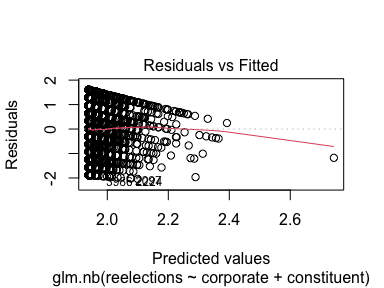 Residuals vs Fitted
Residuals
2
1
0
-2
2.0 2.2 2.4 2.6
Predicted values
glm.nb(reelections ~ corporate + constituent)